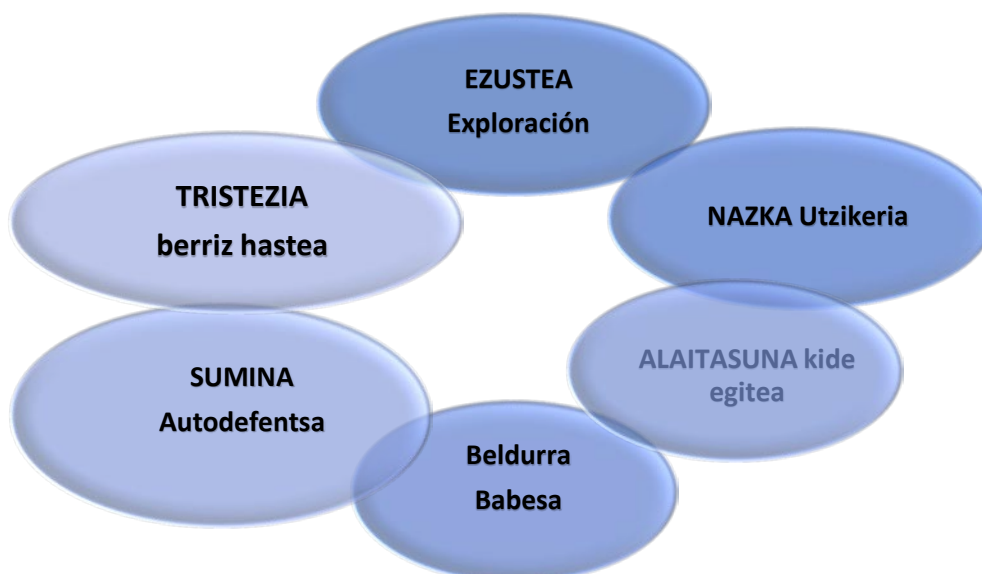 EZUSTEA
Exploración
TRISTEZIA
berriz hastea
NAZKA Utzikeria
SUMINA
Autodefentsa
ALAITASUNA kide
egitea
Beldurra
Babesa